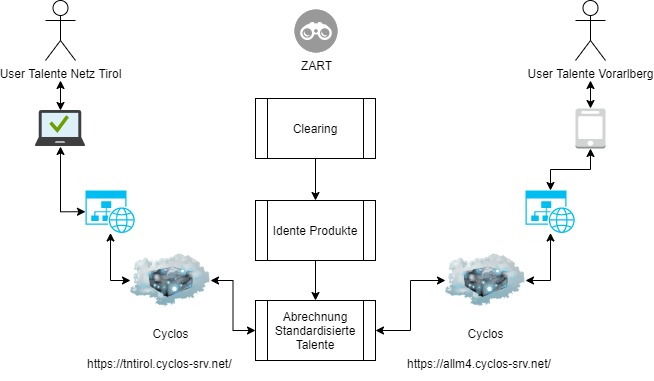 User Talente Netz Tirol
ZART
User Talente Vorarlberg
Clearing
Idente Produkte
Abrechnung
Standardisierte
Talente
Cyclos
Cyclos
https://tntirol.cyclos-srv.net/
https://allm4.cyclos-srv.net/